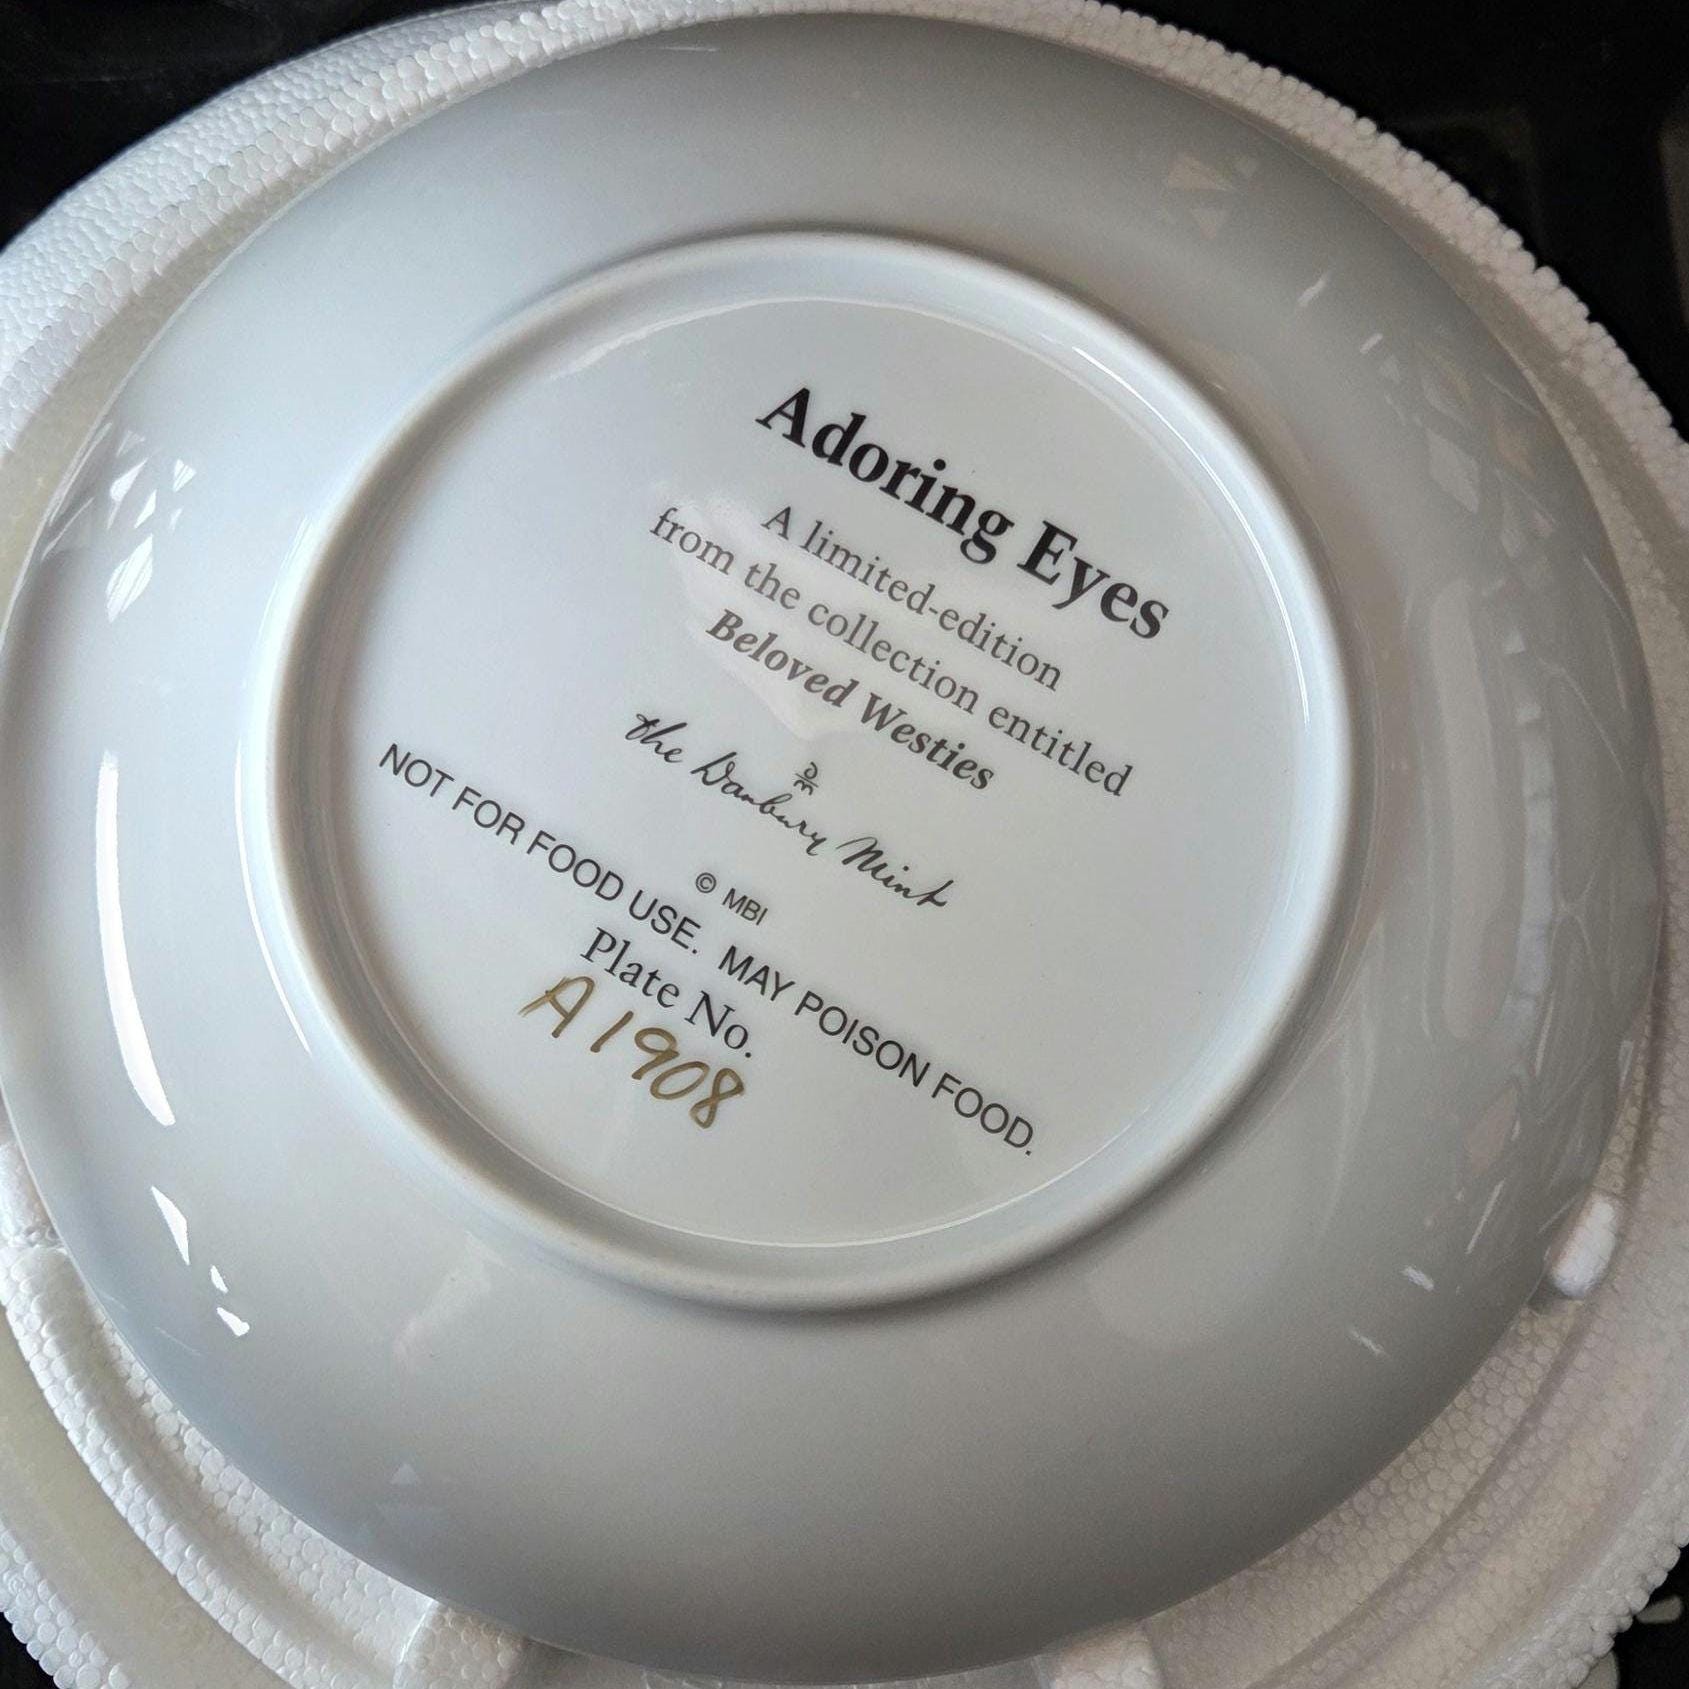 Adoring Eyes
A limited-edition
from the collection entitled
Beloved Westies
DM
the Danbury Mint
© MBI
NOT FOR FOOD USE. MAY POISON FOOD.
Plate No.
A1908